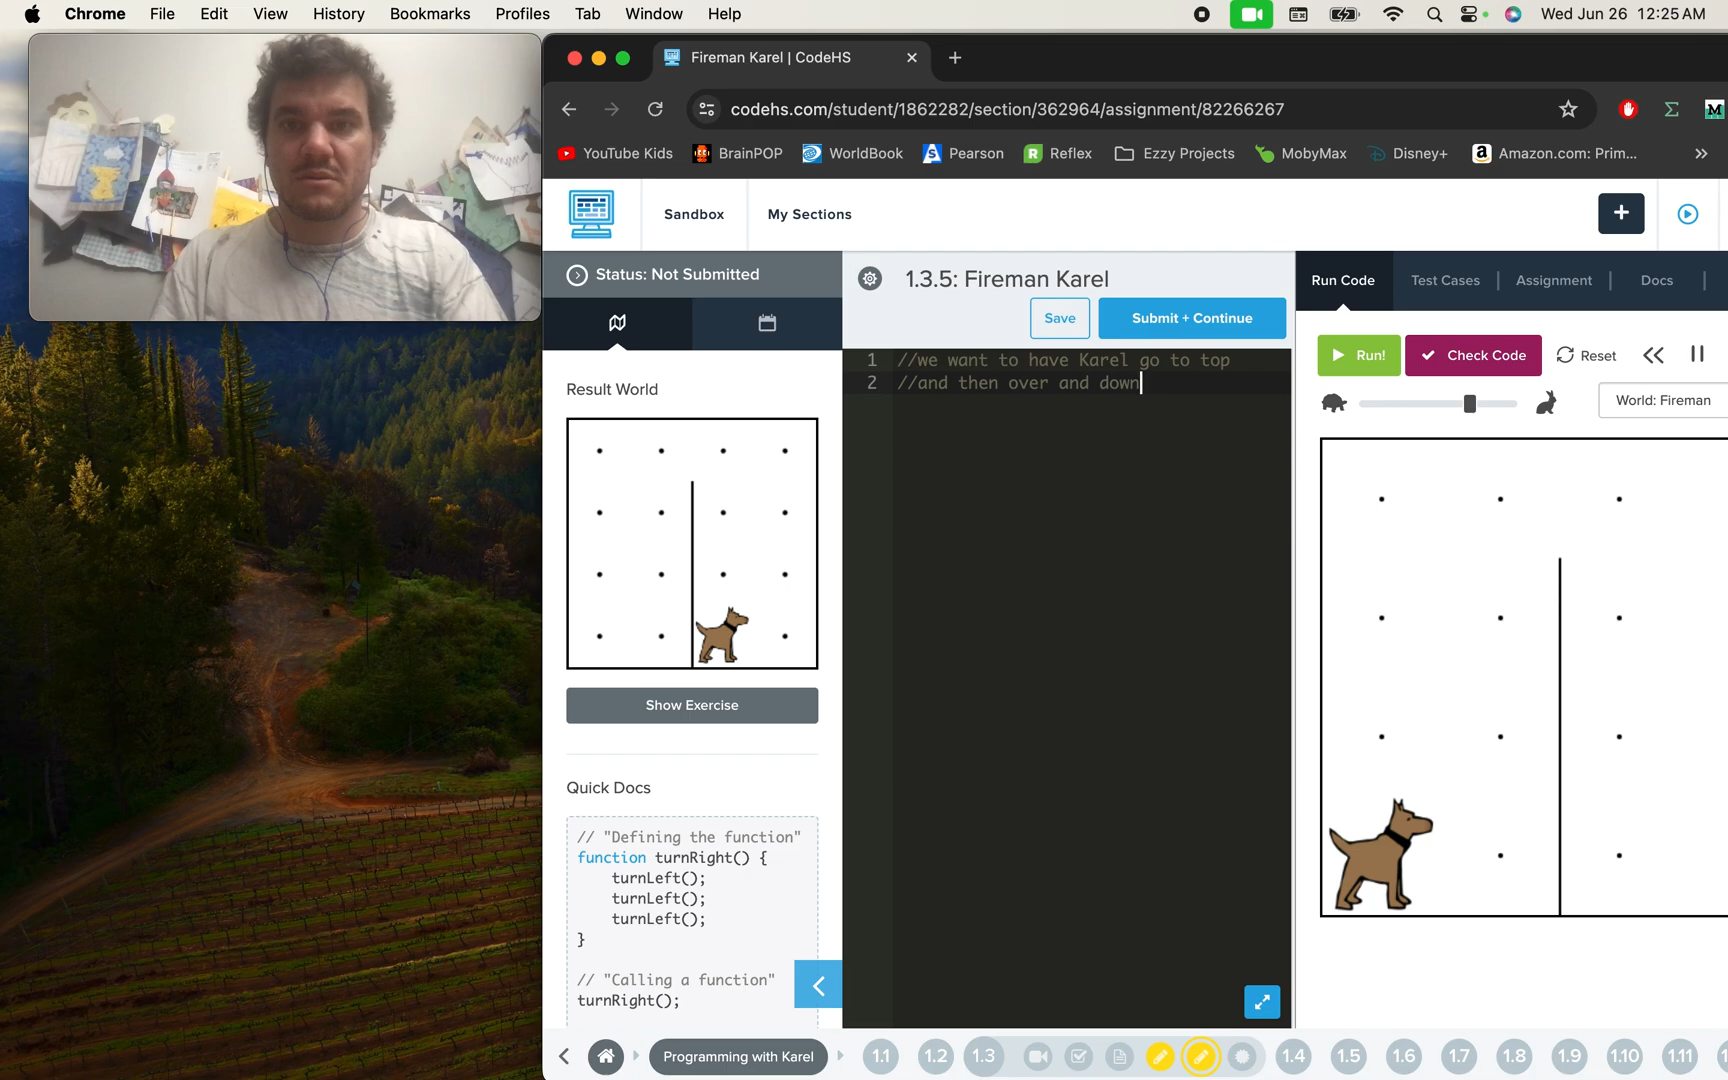 Chrome File Edit View History Bookmarks Profiles Tab Window Help
Wed Jun 26 12:25 AM
Fireman Karel | CodeHS
codehs.com/student/1862282/section/362964/assignment/82266267
YouTube Kids BrainPOP WorldBook Pearson Reflex Ezzy Projects MobyMax Disney+ Amazon.com: Prim...
Sandbox My Sections
Status: Not Submitted
1.3.5: Fireman Karel
Save Submit + Continue
Run Code Test Cases Assignment Docs
Run! Check Code Reset
World: Fireman
1 //we want to have Karel go to top
2 //and then over and down
Result World
Show Exercise
Quick Docs
// "Defining the function"
function turnRight() {
turnLeft();
turnLeft();
turnLeft();
}
// "Calling a function"
turnRight();
Programming with Karel 1.1 1.2 1.3 1.4 1.5 1.6 1.7 1.8 1.9 1.10 1.11